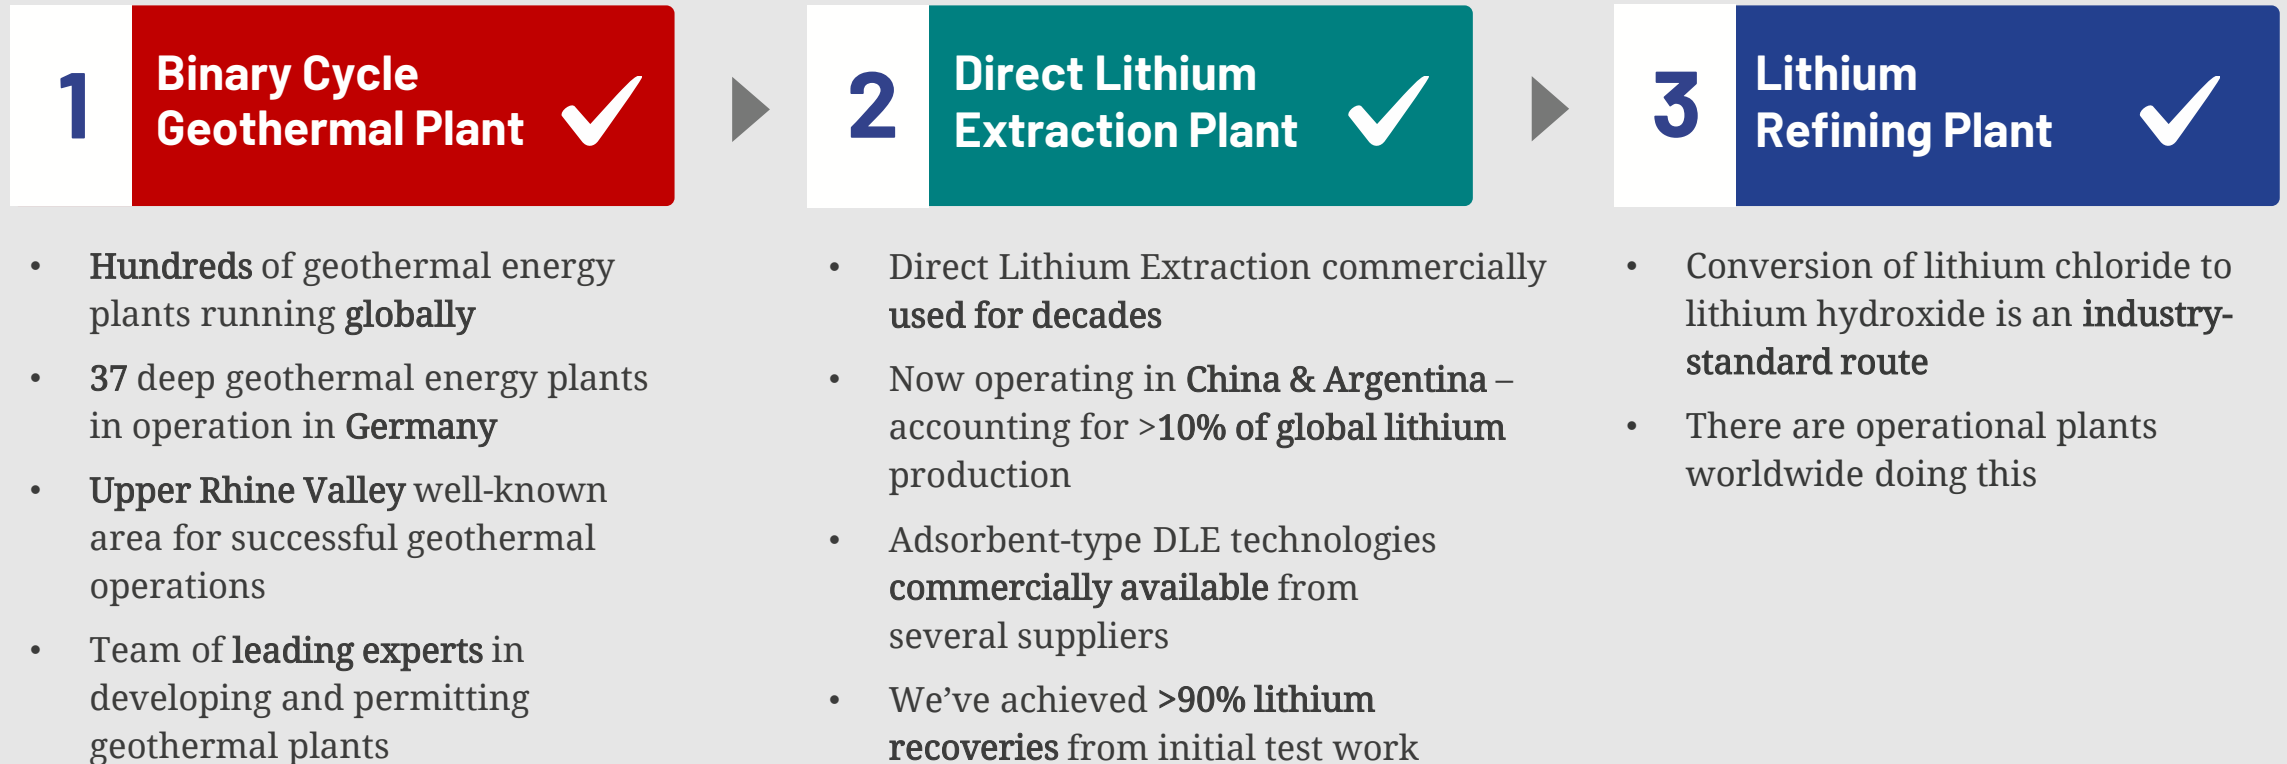 1
Binary Cycle
Geothermal Plant
• Hundreds of geothermal energy
plants running globally
• 37 deep geothermal energy plants
in operation in Germany
• Upper Rhine Valley well-known
area for successful geothermal
operations
• Team of leading experts in
developing and permitting
geothermal plants
2
Direct Lithium
Extraction Plant
• Direct Lithium Extraction commercially
used for decades
• Now operating in China & Argentina –
accounting for >10% of global lithium
production
• Adsorbent-type DLE technologies
commercially available from
several suppliers
• We’ve achieved >90% lithium
recoveries from initial test work
3
Lithium
Refining Plant
• Conversion of lithium chloride to
lithium hydroxide is an industry-
standard route
• There are operational plants
worldwide doing this